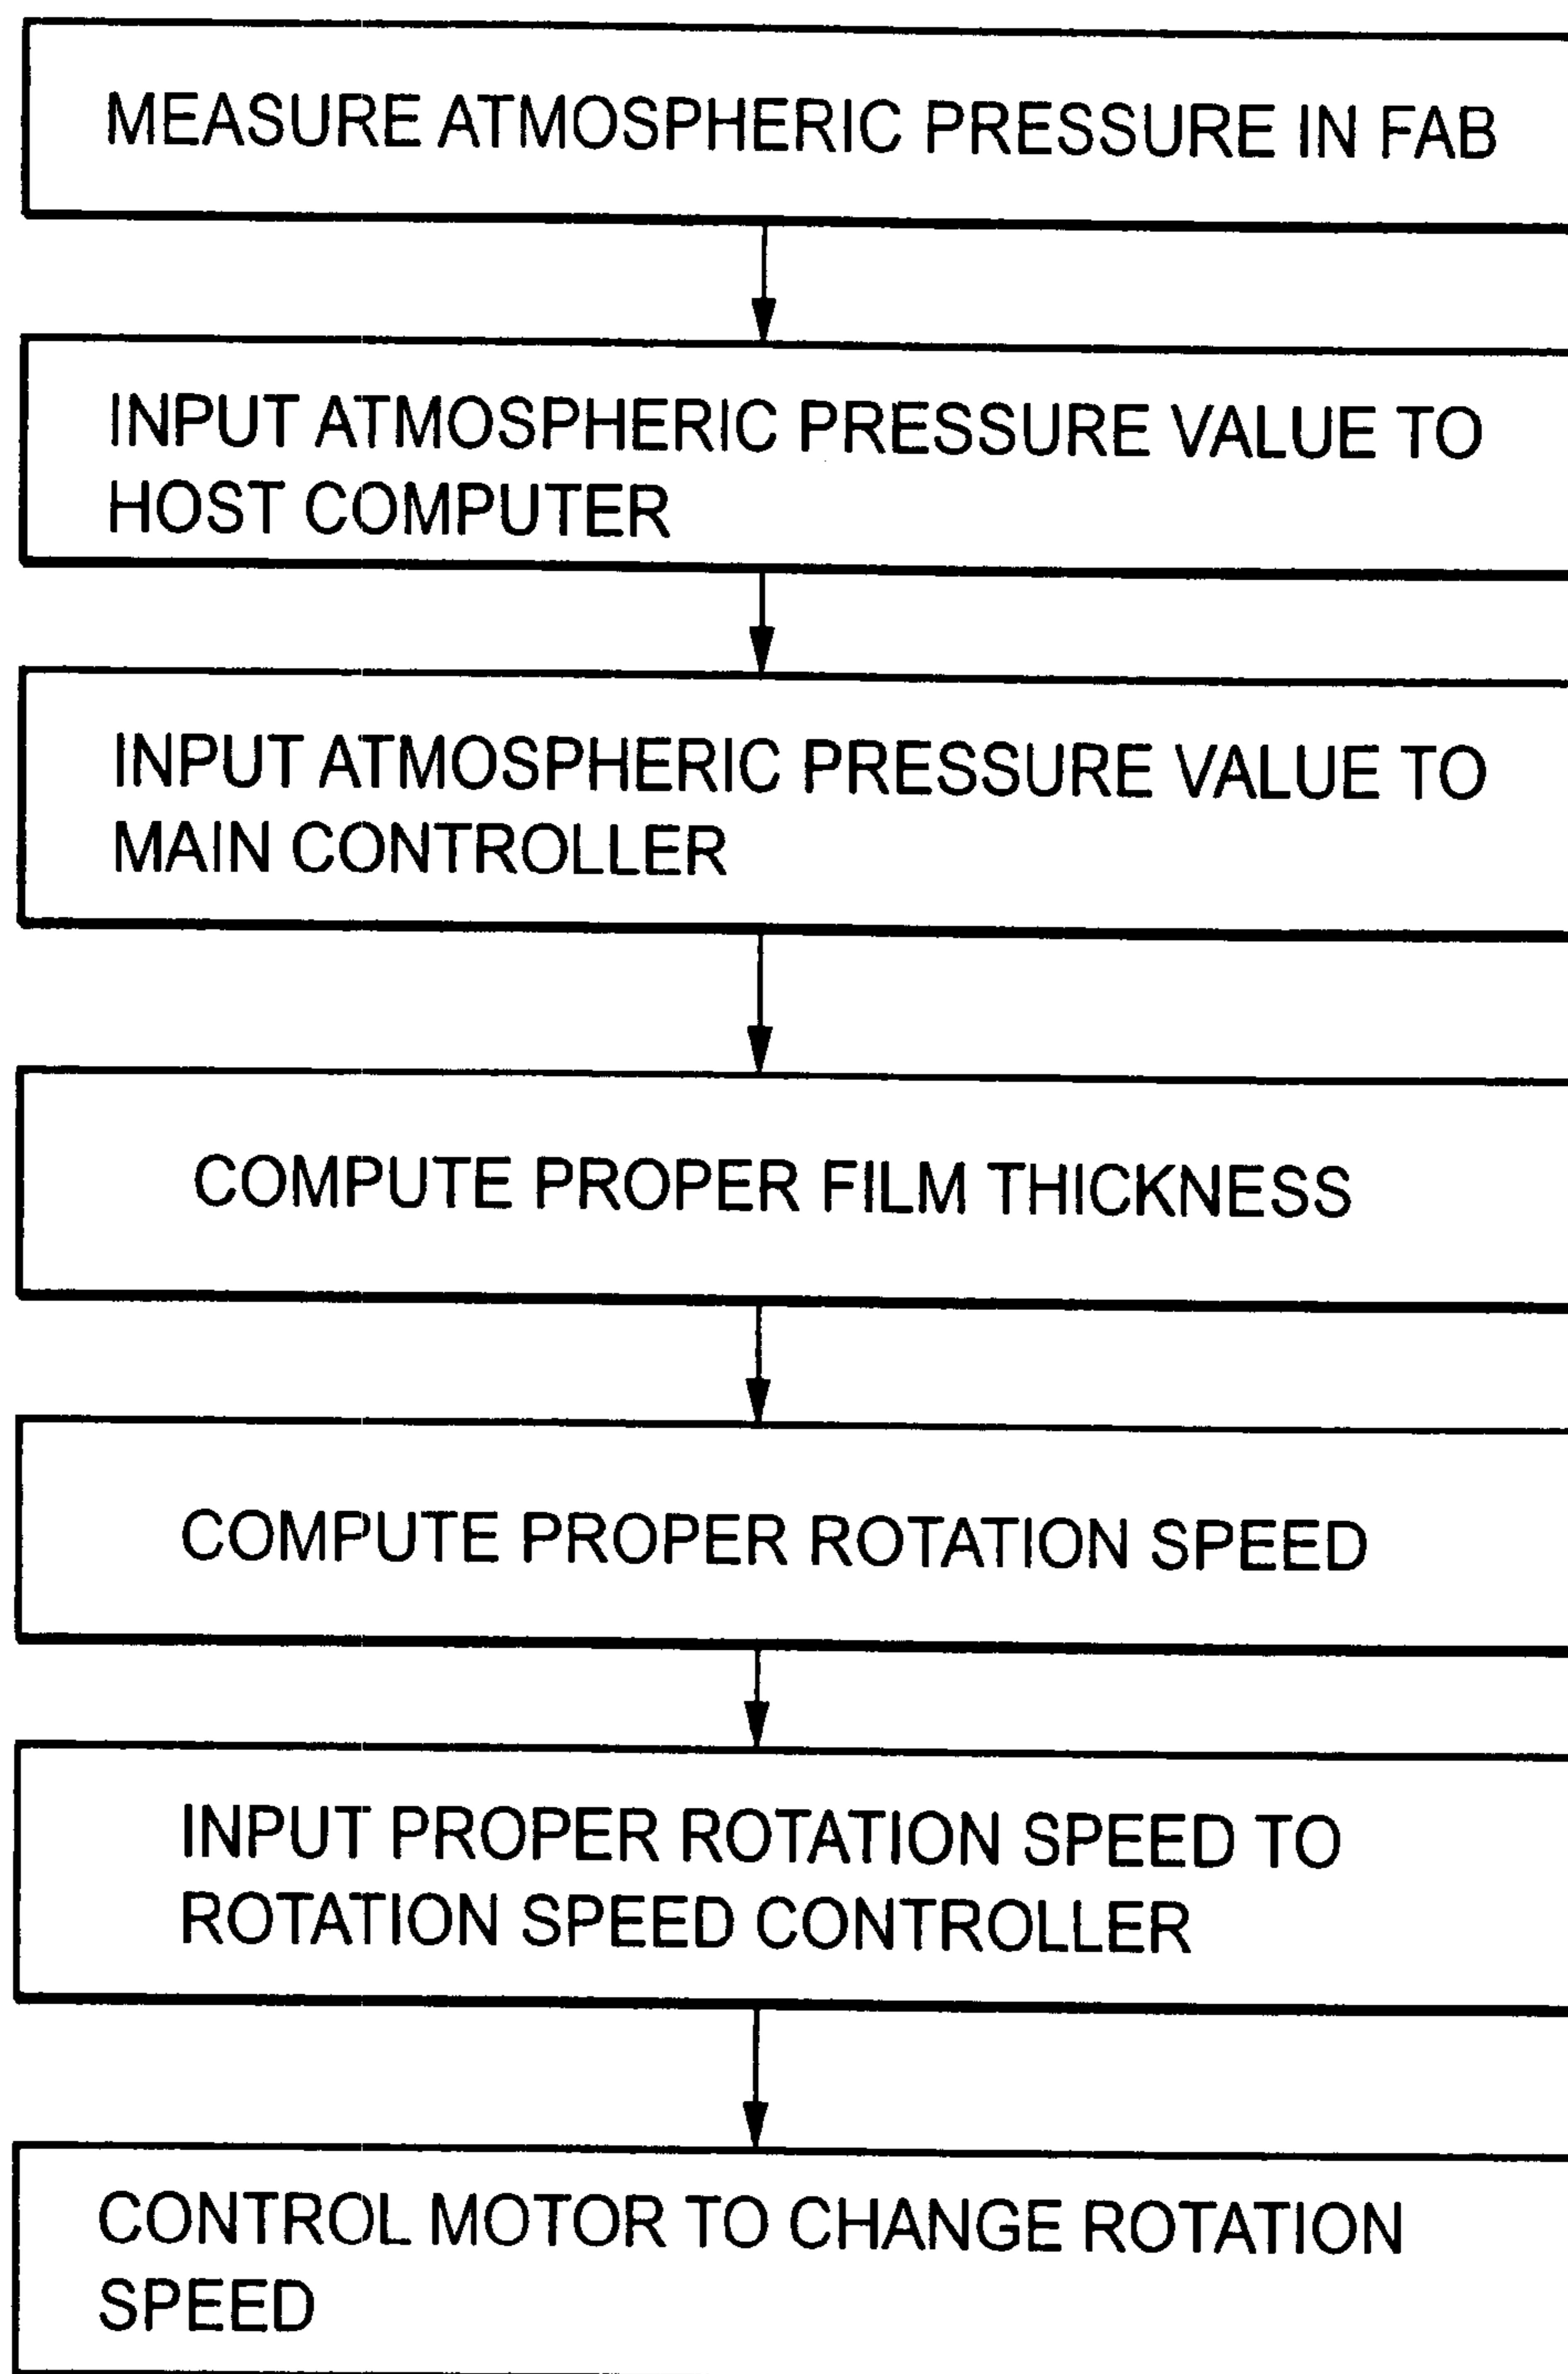 MEASURE ATMOSPHERIC PRESSURE IN FAB
INPUT ATMOSPHERIC PRESSURE VALUE TO
HOST COMPUTER
INPUT ATMOSPHERIC PRESSURE VALUE TO
MAIN CONTROLLER
COMPUTE PROPER FILM THICKNESS
COMPUTE PROPER ROTATION SPEED
INPUT PROPER ROTATION SPEED TO
ROTATION SPEED CONTROLLER
CONTROL MOTOR TO CHANGE ROTATION
SPEED